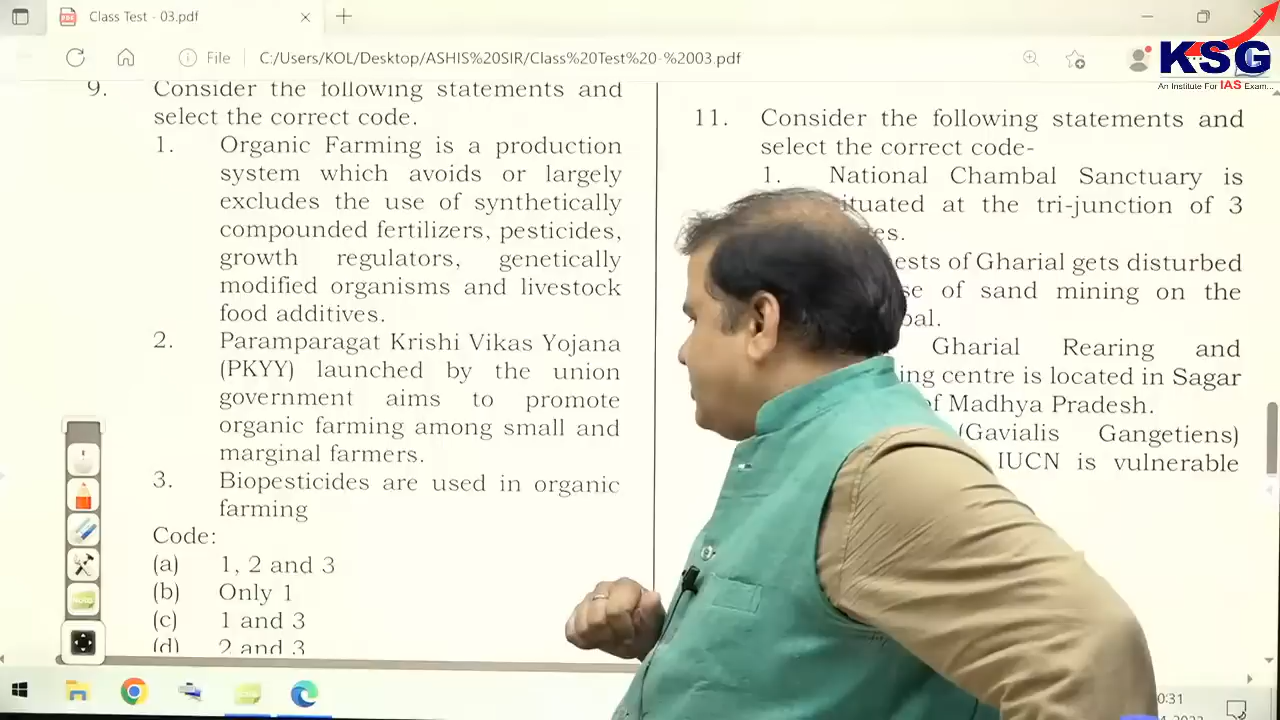 Class Test - 03.pdf
File C:/Users/KOL/Desktop/ASHIS%20SIR/Class%20Test%20-%2003.pdf
KSG
An Institute For IAS Exam...
9. Consider the following statements and
select the correct code.
1. Organic Farming is a production
system which avoids or largely
excludes the use of synthetically
compounded fertilizers, pesticides,
growth regulators, genetically
modified organisms and livestock
food additives.
2. Paramparagat Krishi Vikas Yojana
(PKYY) launched by the union
government aims to promote
organic farming among small and
marginal farmers.
3. Biopesticides are used in organic
farming
Code:
(a) 1, 2 and 3
(b) Only 1
(c) 1 and 3
(d) 2 and 3
11. Consider the following statements and
select the correct code-
1. National Chambal Sanctuary is
at the tri-junction of 3
of Gharial gets disturbed
of sand mining on the
Gharial Rearing and
centre is located in Sagar
of Madhya Pradesh.
(Gavialis Gangetiens)
IUCN is vulnerable